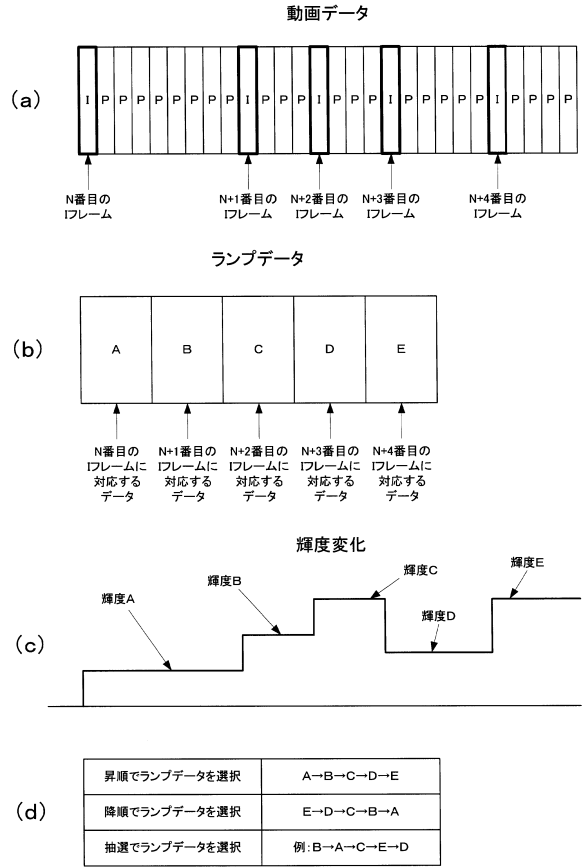 動画データ
(a)
I P P P P P P P P I P P P I P P P I P P P P P I P P P P
N番目の
Iフレーム
N+1番目の
Iフレーム
N+2番目の
Iフレーム
N+3番目の
Iフレーム
N+4番目の
Iフレーム
ランプデータ
(b)
A B C D E
N番目の
Iフレームに
対応する
データ
N+1番目の
Iフレームに
対応する
データ
N+2番目の
Iフレームに
対応する
データ
N+3番目の
Iフレームに
対応する
データ
N+4番目の
Iフレームに
対応する
データ
輝度変化
(c)
輝度A
輝度B
輝度C
輝度D
輝度E
(d)
昇順でランプデータを選択 A→B→C→D→E
降順でランプデータを選択 E→D→C→B→A
抽選でランプデータを選択 例:B→A→C→E→D